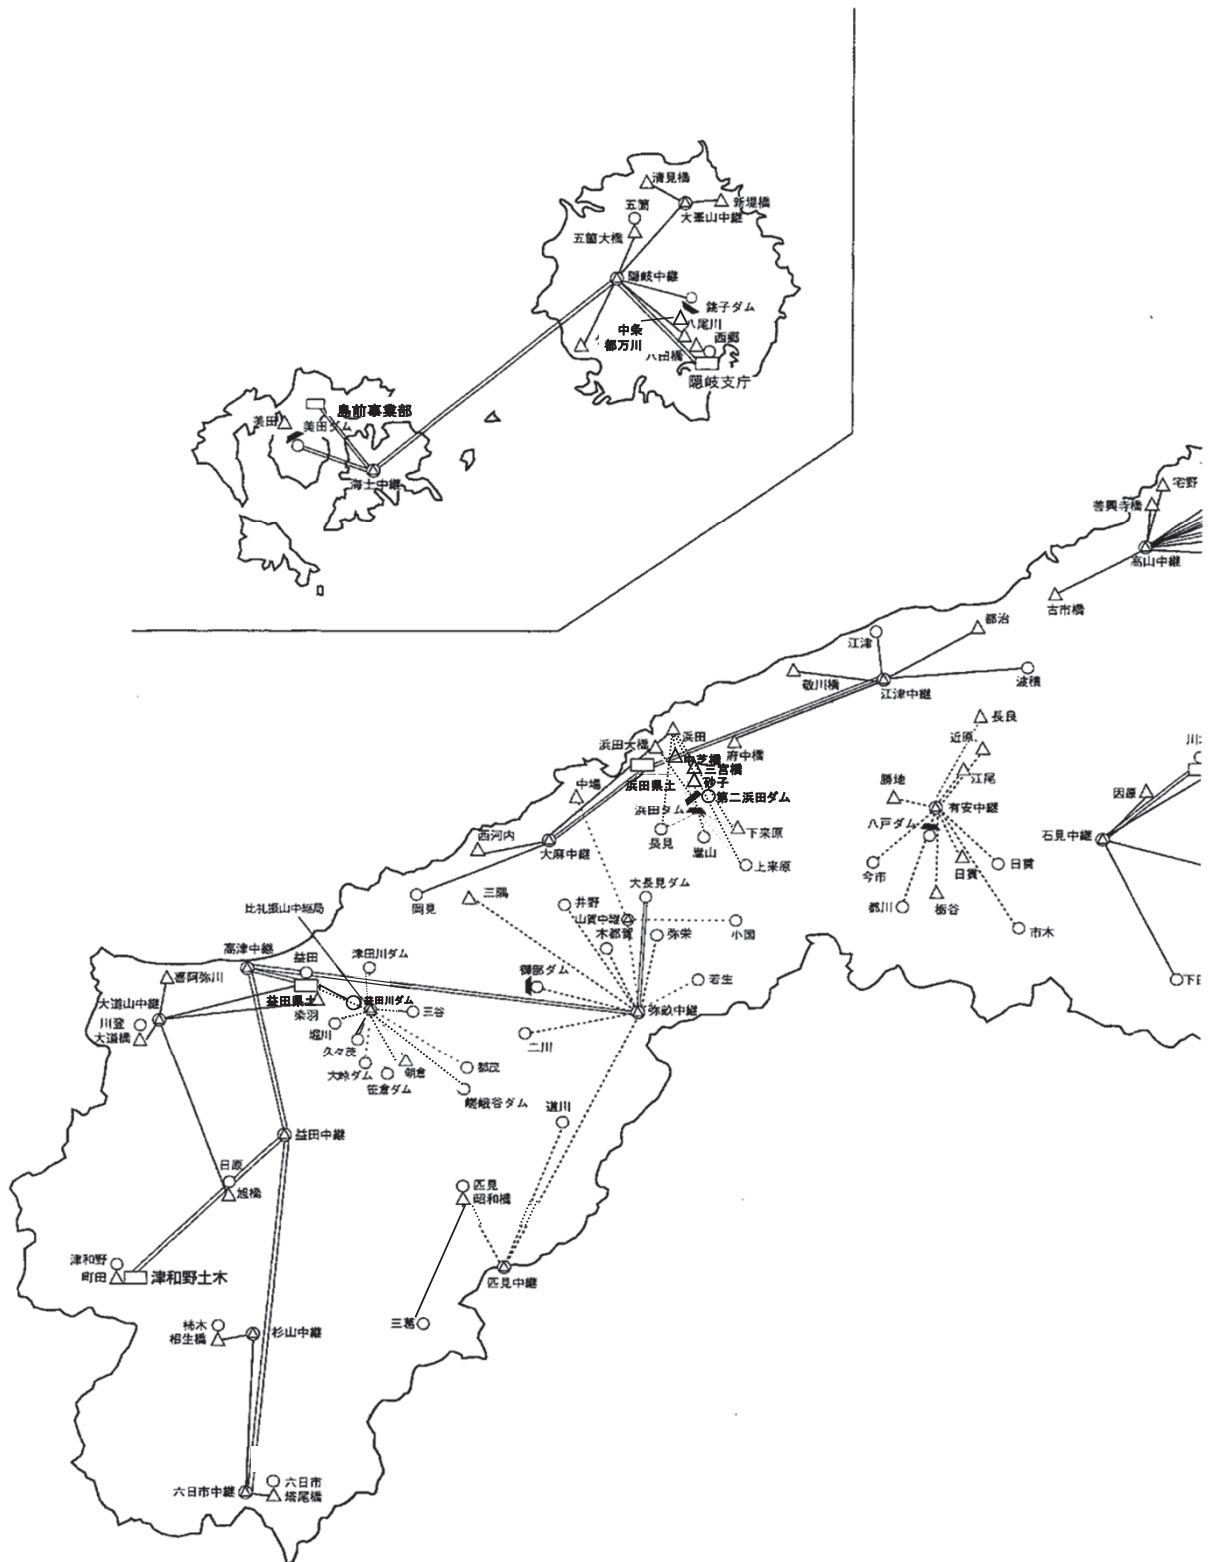 清見橋
新堤橋
五箇
大峯山中継
五箇大橋
隠岐中継
銚子ダム
中条
八尾川
都万川
西郷
八田橋
隠岐支庁
島前事業部
美田
美田ダム
海士中継
宅野
善興寺橋
高山中継
古市橋
都治
江津
敬川橋
江津中継
波積
長良
近原
浜田
浜田大橋
府中橋
中芝橋
三宮橋
江尾
浜田県土
砂子
勝地
中場
第二浜田ダム
因原
浜田ダム
有安中継
八戸ダム
西河内
長見
嵩山
下来原
石見中継
大麻中継
上来原
今市
日貫
日貫
大長見ダム
岡見
三隅
井野
都川
栃谷
比礼振山中継局
山賀中継
小国
市木
木都賀
弥栄
高津中継
益田
津田川ダム
御部ダム
若生
喜阿弥川
大道山中継
益田県土
益田川ダム
染羽
三谷
弥畝中継
川登
大道橋
堀川
二川
久々茂
大峠ダム
朝倉
都茂
笹倉ダム
嵯峨谷ダム
道川
益田中継
日原
旭橋
匹見
昭和橋
津和野
町田
津和野土木
匹見中継
柿木
相生橋
杉山中継
三葛
六日市中継
六日市
塔尾橋